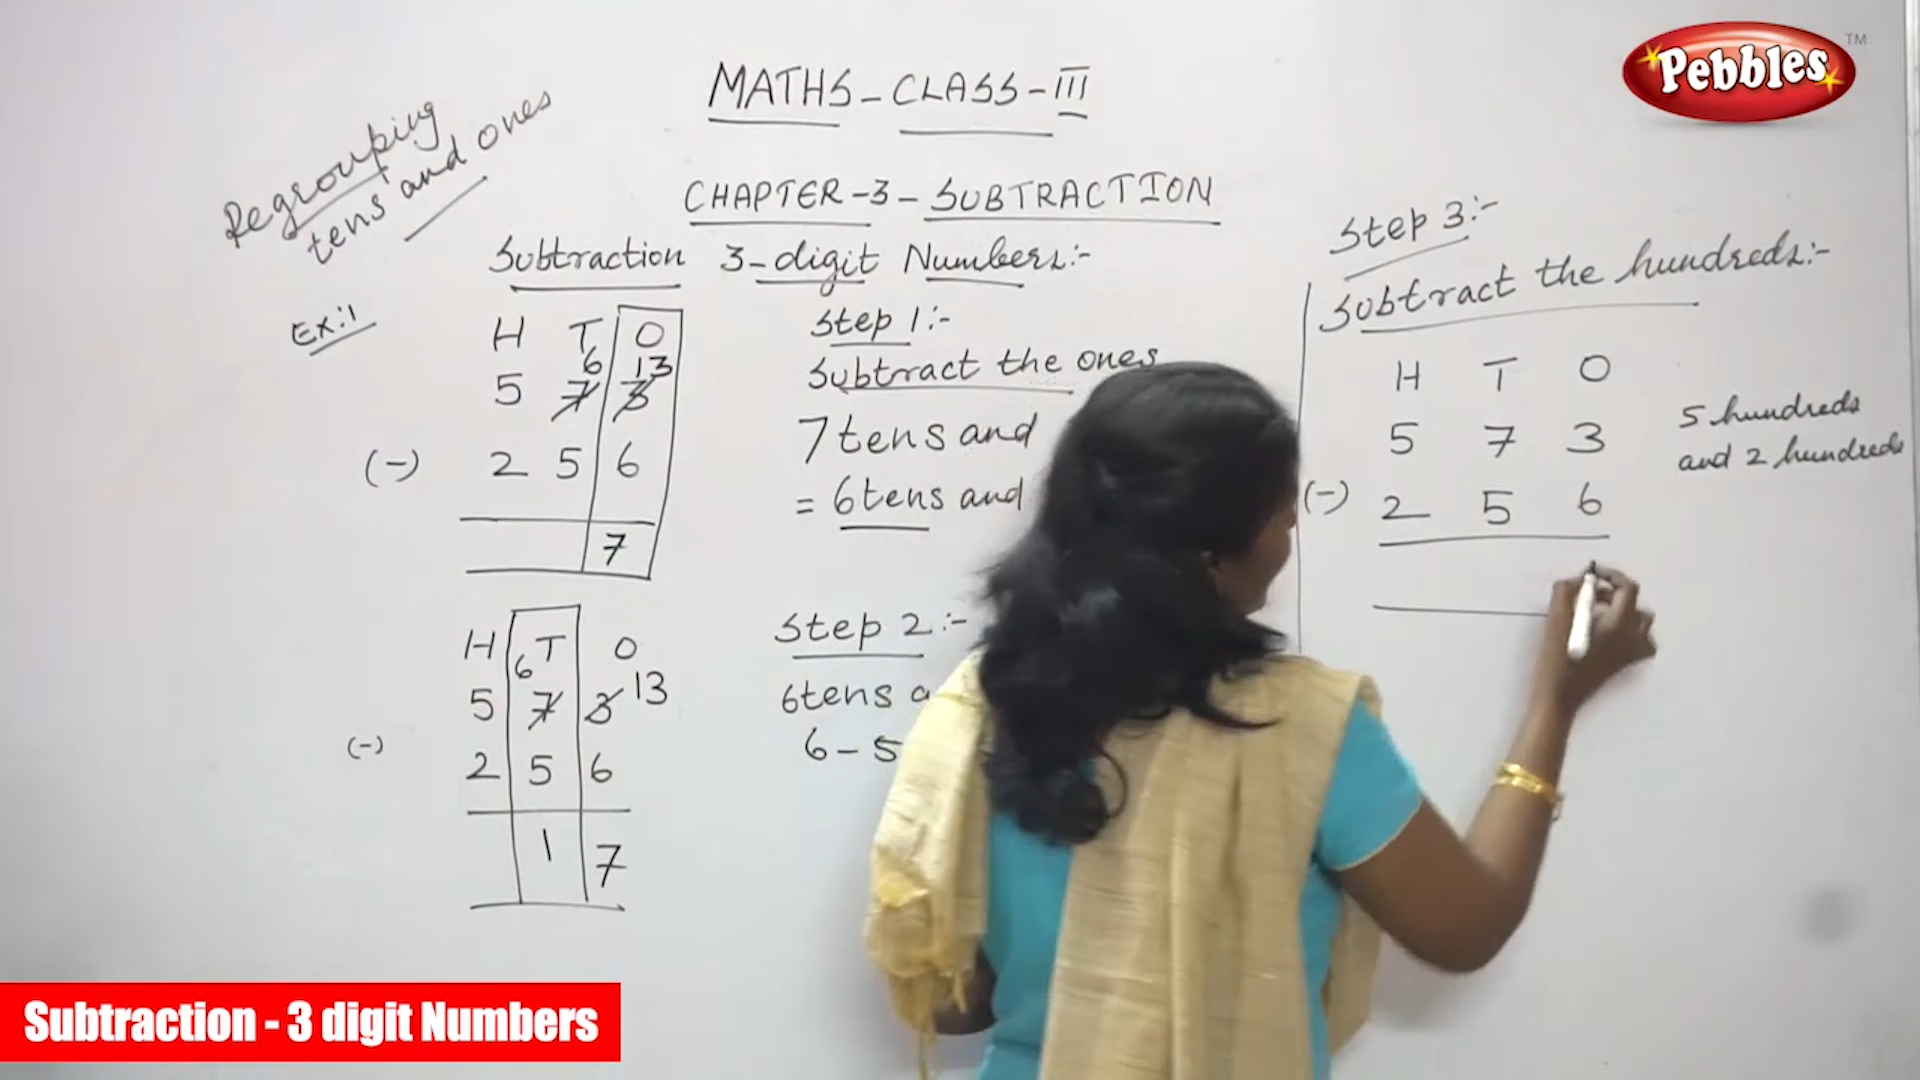 Pebbles™
MATHS - CLASS - III
Regrouping
tens and ones
CHAPTER - 3 - SUBTRACTION
Subtraction 3-digit Numbers:-
Ex:1
H T O
6 13
5 7 3
(-) 2 5 6
7
Step 1:-
Subtract the ones
7 tens and
= 6 tens and
H T O
6 13
5 7 3
(-) 2 5 6
1 7
Step 2:-
6 tens
6 - 5
Step 3:-
Subtract the hundreds:-
H T O
5 7 3
(-) 2 5 6
5 hundreds
and 2 hundreds
Subtraction - 3 digit Numbers